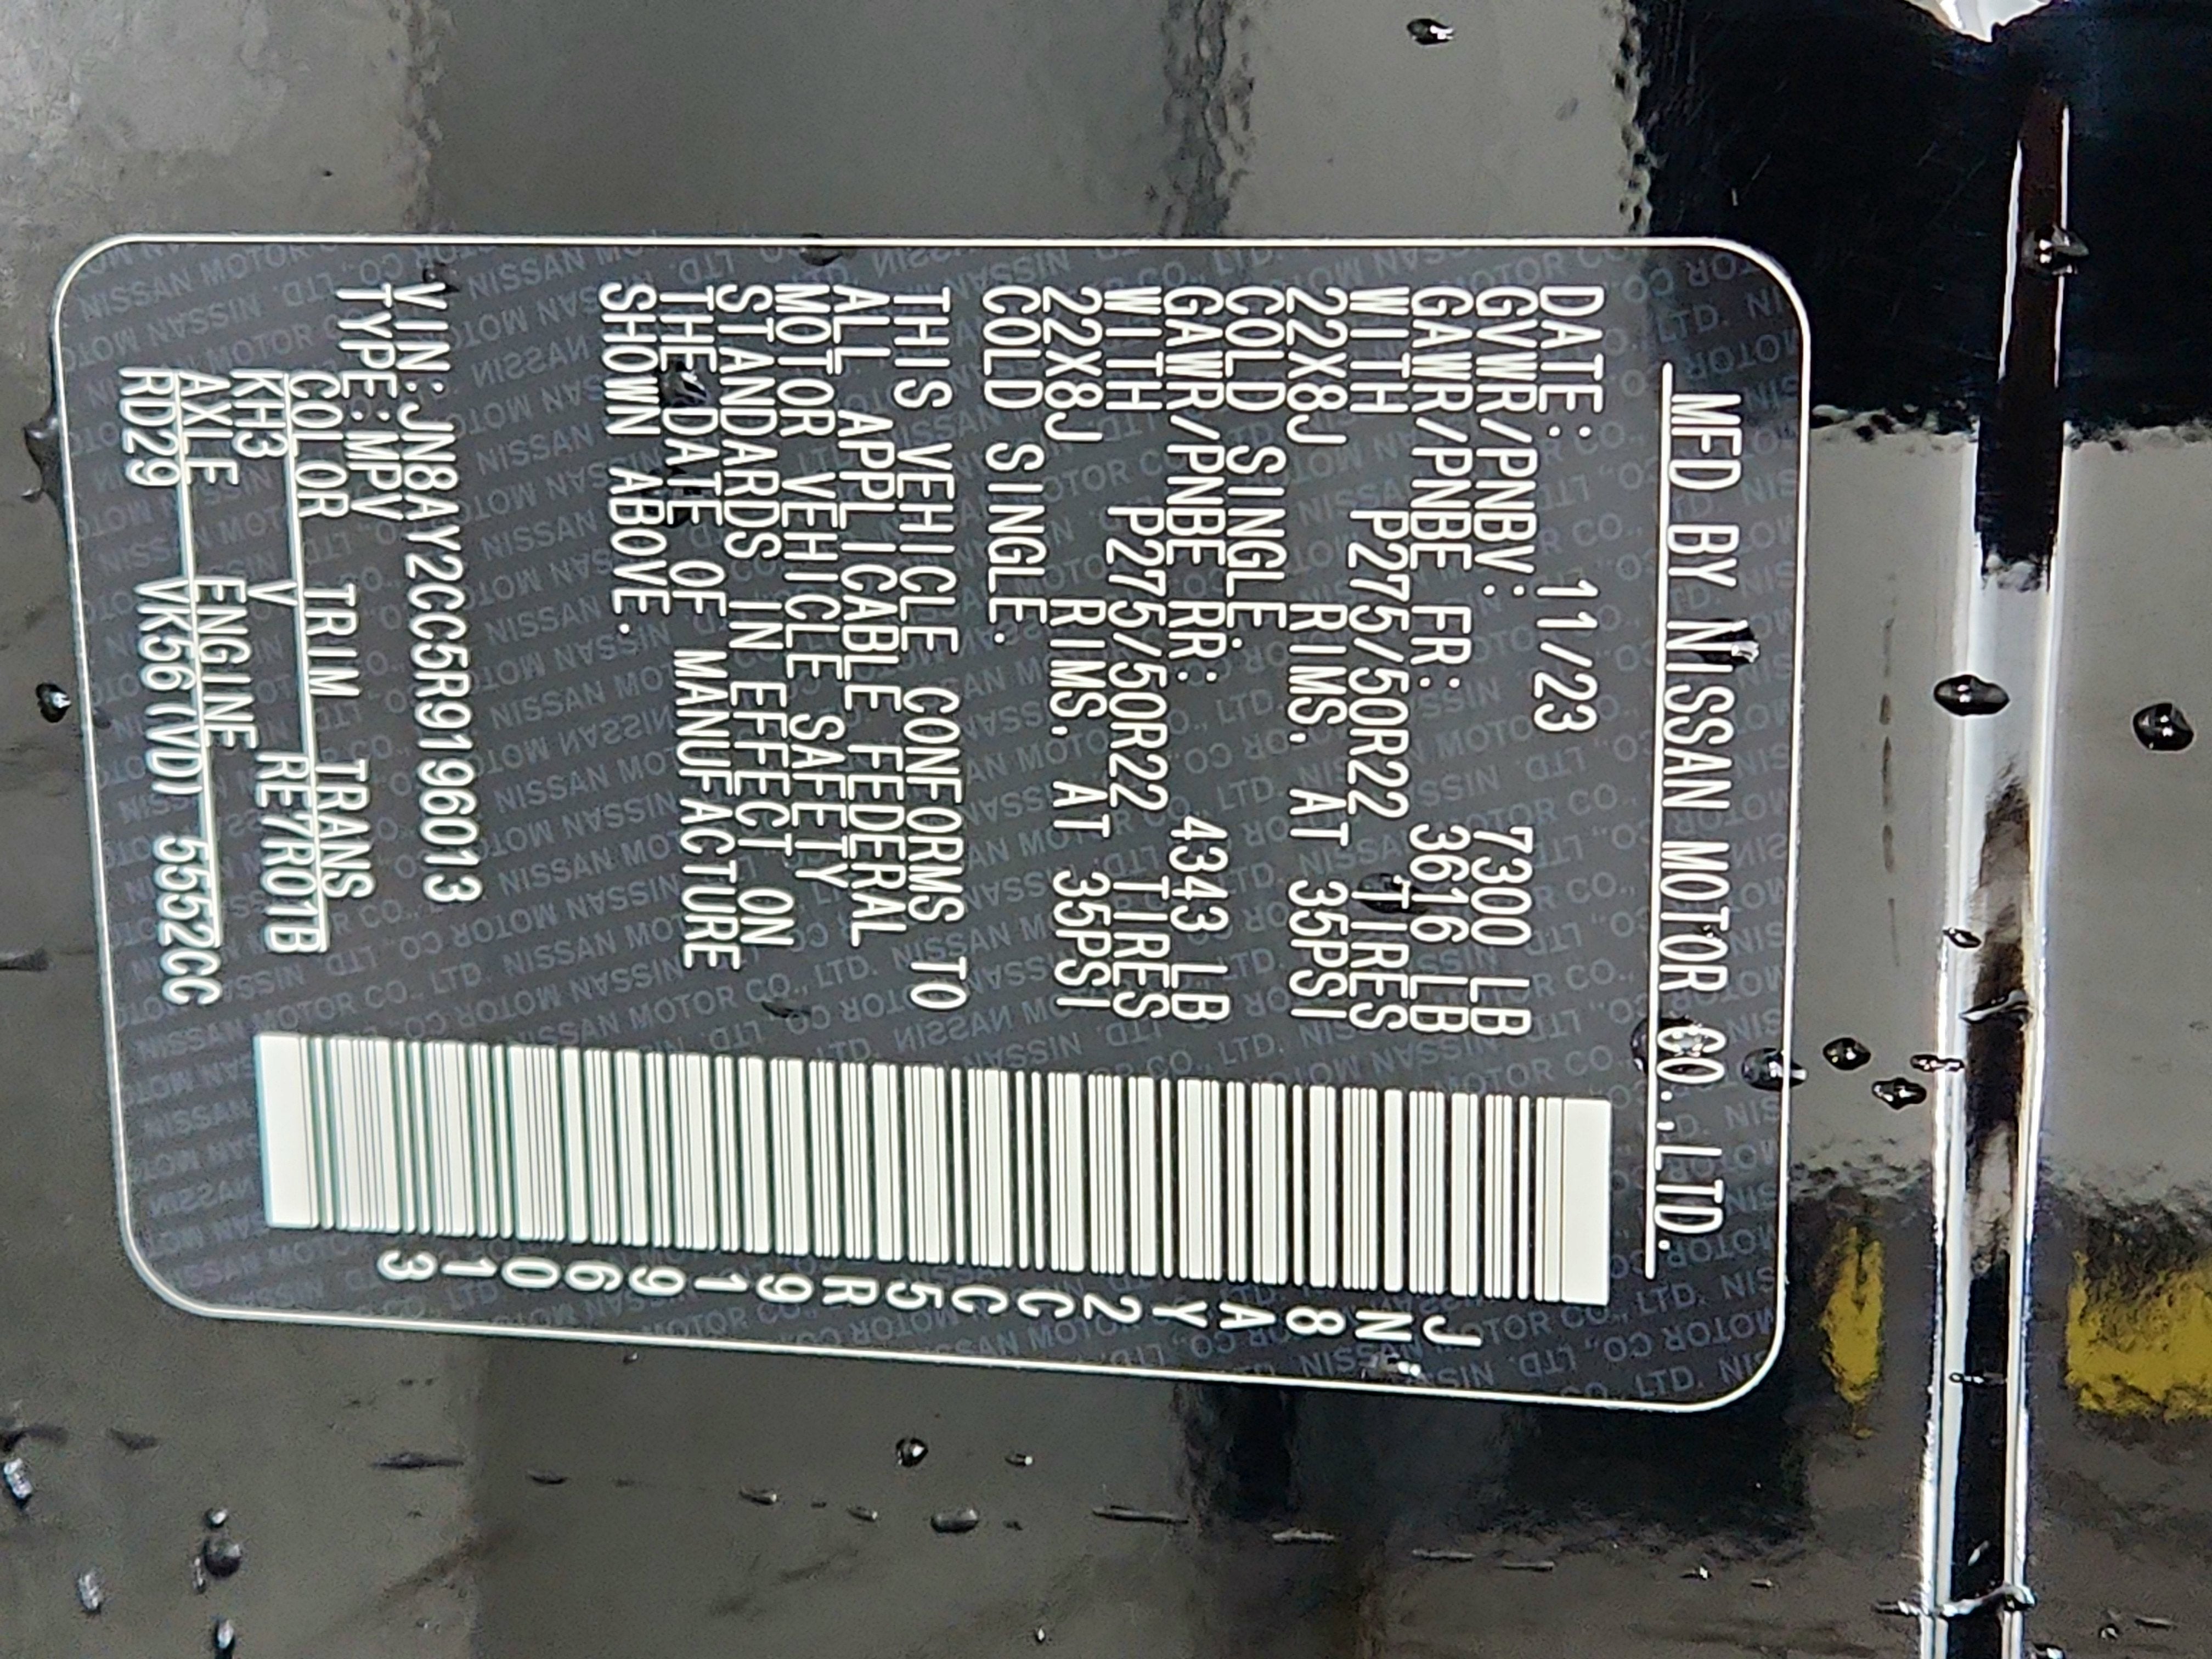 MFD BY NISSAN MOTOR CO.,LTD.
DATE: 11/23
GVWR/PNBV: 7300 LB
GAWR/PNBE FR: 3616 LB
WITH P275/50R22 TIRES
22X8J RIMS, AT 35PSI
COLD SINGLE.
GAWR/PNBE RR: 4343 LB
WITH P275/50R22 TIRES
22X8J RIMS, AT 35PSI
COLD SINGLE.
THIS VEHICLE CONFORMS TO
ALL APPLICABLE FEDERAL
MOTOR VEHICLE SAFETY
STANDARDS IN EFFECT ON
THE DATE OF MANUFACTURE
SHOWN ABOVE.
VIN:JN8AY2CC5R9196013
TYPE:MPV
COLOR TRIM TRANS
KH3 V RE7R01B
AXLE ENGINE
RD29 VK56(VD) 5552CC
JN8AY2CC5R9196013